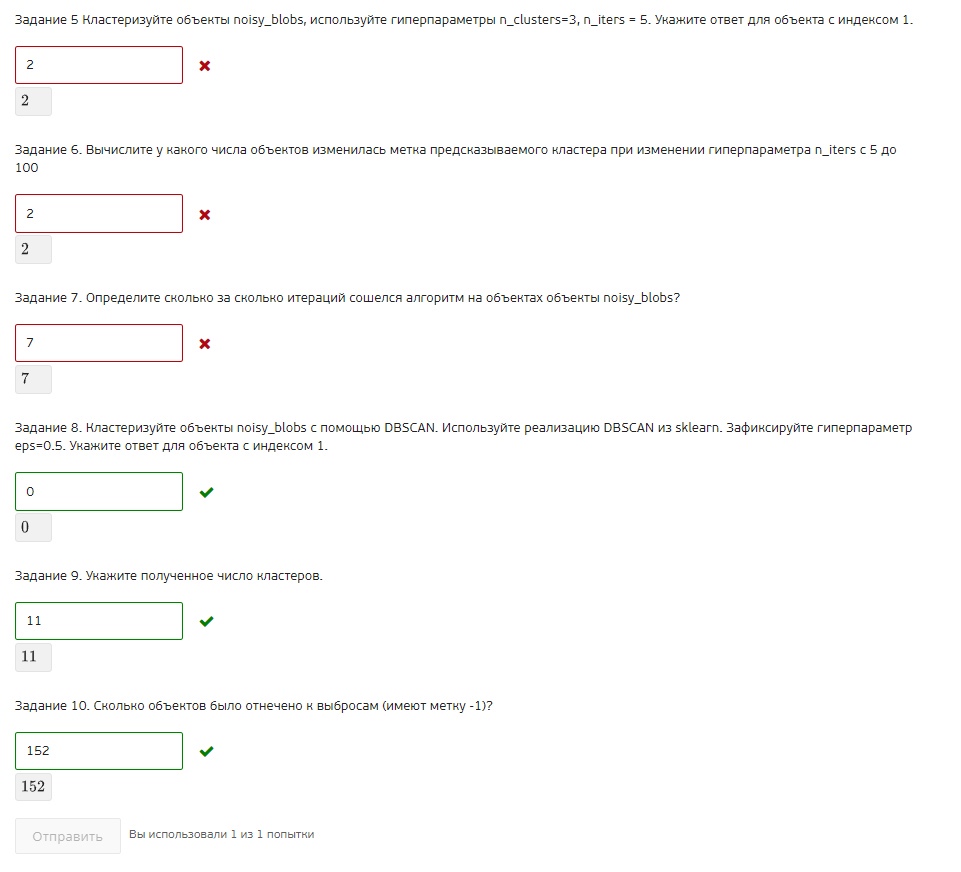 Задание 5 Кластеризуйте объекты noisy_blobs, используйте гиперпараметры n_clusters=3, n_iters = 5. Укажите ответ для объекта с индексом 1.
2
2
Задание 6. Вычислите у какого числа объектов изменилась метка предсказываемого кластера при изменении гиперпараметра n_iters с 5 до
100
2
2
Задание 7. Определите сколько за сколько итераций сошелся алгоритм на объектах объекты noisy_blobs?
7
7
Задание 8. Кластеризуйте объекты noisy_blobs с помощью DBSCAN. Используйте реализацию DBSCAN из sklearn. Зафиксируйте гиперпараметр
eps=0.5. Укажите ответ для объекта с индексом 1.
0
0
Задание 9. Укажите полученное число кластеров.
11
11
Задание 10. Сколько объектов было отнечено к выбросам (имеют метку -1)?
152
152
Отправить Вы использовали 1 из 1 попытки